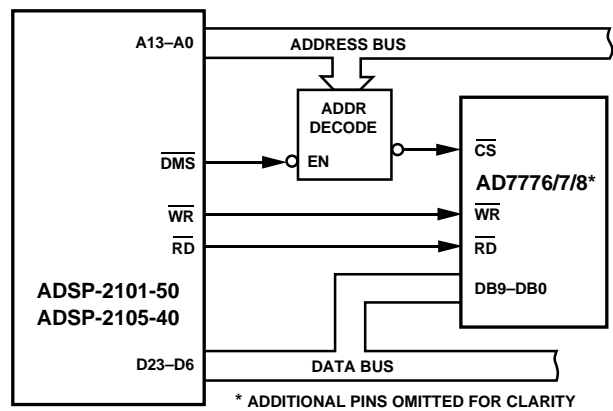 A13–A0
ADDRESS BUS
ADDR
DECODE
DMS
EN
CS
AD7776/7/8*
WR
WR
RD
RD
ADSP-2101-50
ADSP-2105-40
DB9–DB0
D23–D6
DATA BUS
* ADDITIONAL PINS OMITTED FOR CLARITY